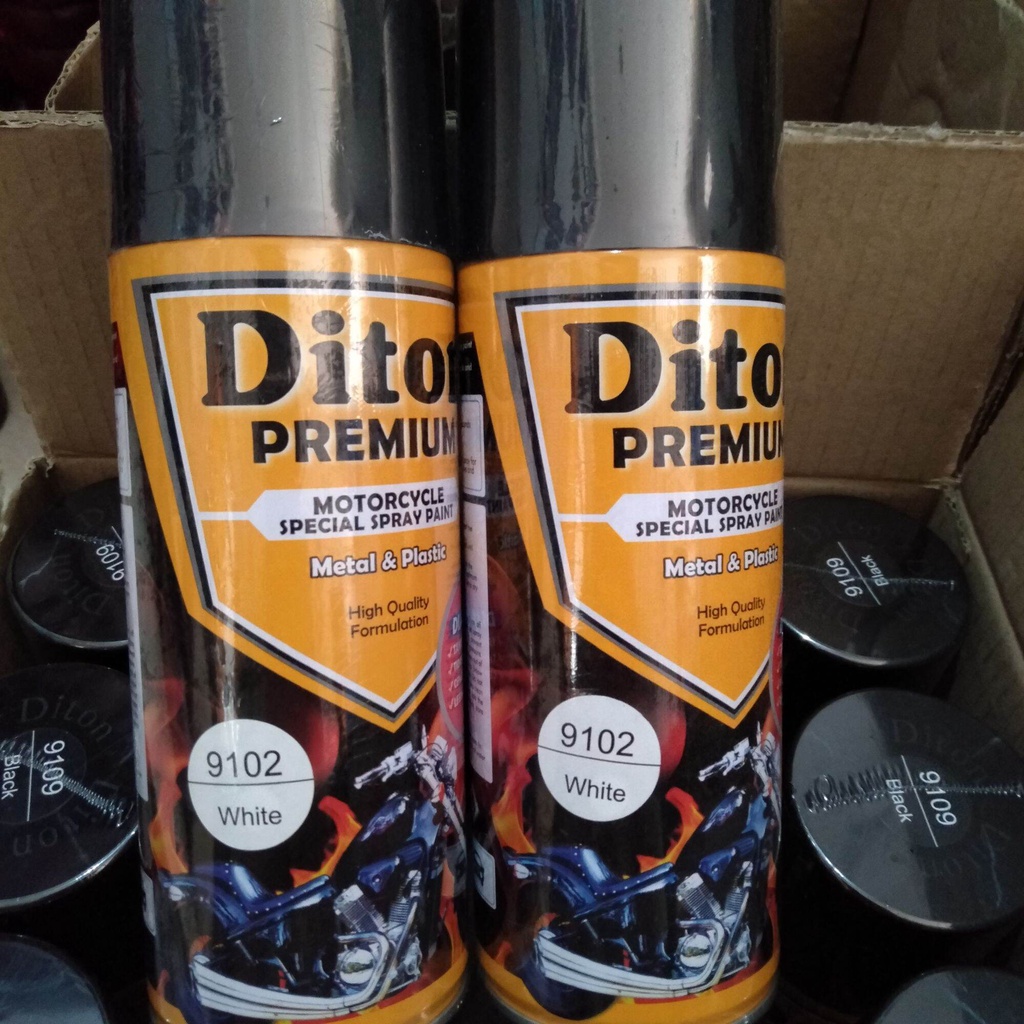 Diton
PREMIUM
MOTORCYCLE
SPECIAL SPRAY PAINT
Metal & Plastic
High Quality
Formulation
9102
White
Dito
PREMIUM
MOTORCYCLE
SPECIAL SPRAY PAINT
Metal & Plastic
High Quality
Formulation
9102
White
9109
Diton
9109
Black
9109
Black
9109
Black